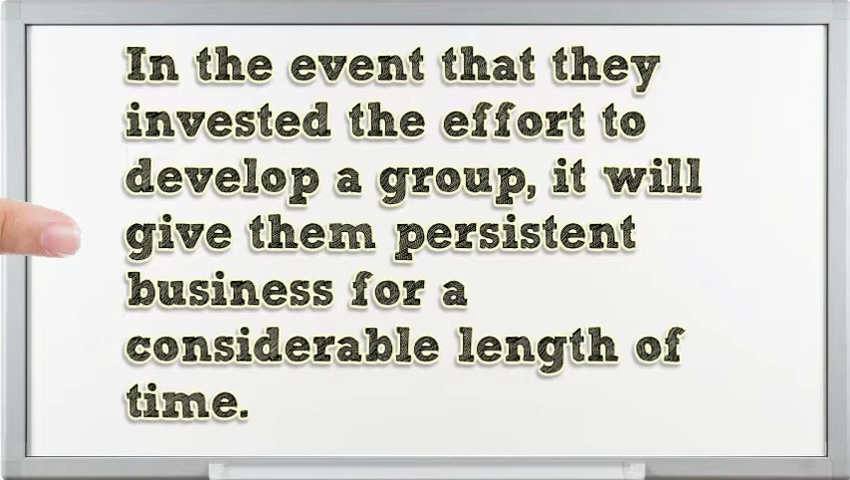 In the event that they
invested the effort to
develop a group, it will
give them persistent
business for a
considerable length of
time.